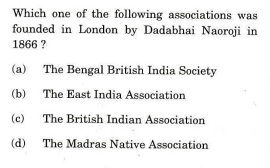 Which one of the following associations was
founded in London by Dadabhai Naoroji in
1866 ?
(a) The Bengal British India Society
(b) The East India Association
(c) The British Indian Association
(d) The Madras Native Association